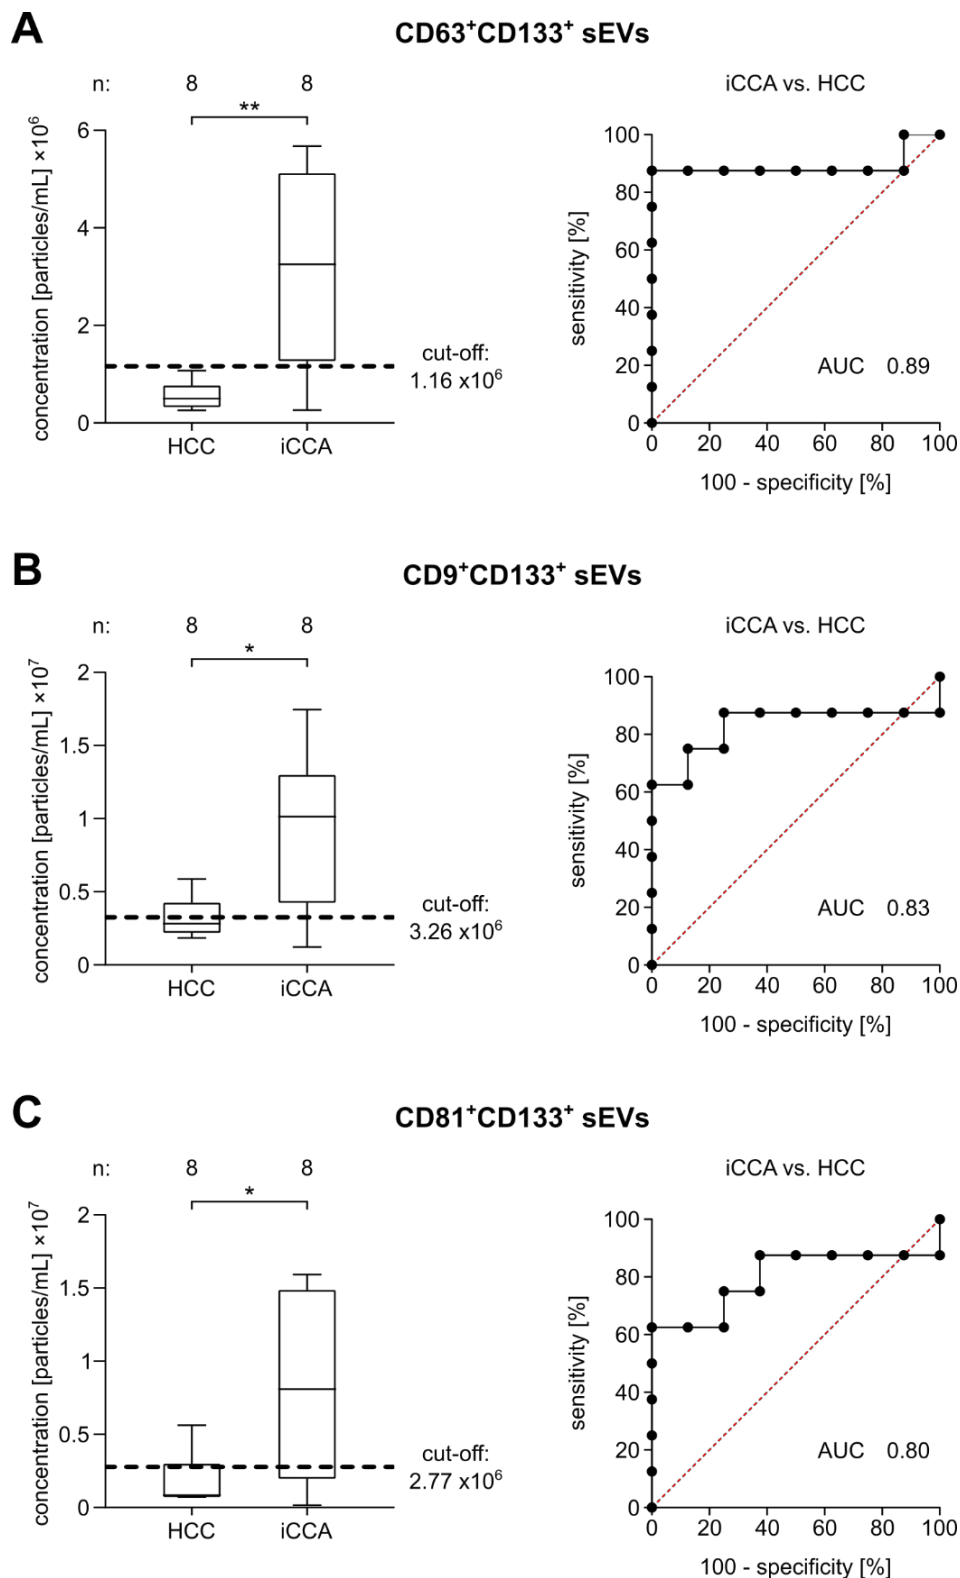 A
CD63⁺CD133⁺ sEVs
n: 8 8
**
iCCA vs. HCC
concentration [particles/mL] ×10⁶
6
4
2
0
HCC iCCA
cut-off:
1.16 x10⁶
sensitivity [%]
100
80
60
40
20
0
AUC 0.89
0 20 40 60 80 100
100 - specificity [%]
B
CD9⁺CD133⁺ sEVs
n: 8 8
*
iCCA vs. HCC
concentration [particles/mL] ×10⁷
2
1.5
1
0.5
0
HCC iCCA
cut-off:
3.26 x10⁶
sensitivity [%]
100
80
60
40
20
0
AUC 0.83
0 20 40 60 80 100
100 - specificity [%]
C
CD81⁺CD133⁺ sEVs
n: 8 8
*
iCCA vs. HCC
concentration [particles/mL] ×10⁷
2
1.5
1
0.5
0
HCC iCCA
cut-off:
2.77 x10⁶
sensitivity [%]
100
80
60
40
20
0
AUC 0.80
0 20 40 60 80 100
100 - specificity [%]